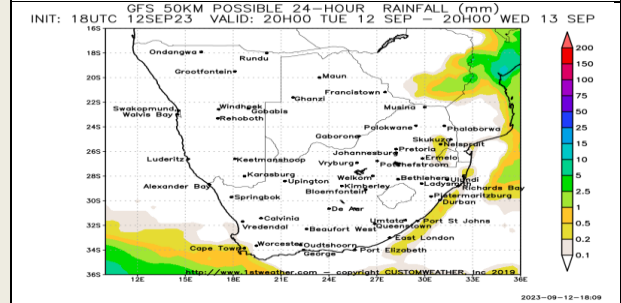 GFS 50KM POSSIBLE 24-HOUR RAINFALL (mm)
INIT: 18UTC 12SEP23 VALID: 20H00 TUE 12 SEP – 20H00 WED 13 SEP
16S
200
Ondangwa
Rundu
18S
150
Grootfontein
Maun
100
20S
Francistown
75
Ghanzi
22S
Windhoek
Gobabis
Musina
50
Swakopmund
Walvis Bay
Rehoboth
25
24S
Polokwane
Phalaborwa
15
Gaborone
Skukuza
Johannesburg
Pretoria
Nelspruit
10
26S
Luderitz
Keetmanshoop
Vryburg
Potchefstroom
Ermelo
5
28S
Karasburg
Upington
Welkom
Bethlehem
Ulundi
2.5
Alexander Bay
Kimberley
Ladysmith
Richards Bay
Bloemfontein
30S
Springbok
Pietermaritzburg
1
De Aar
Durban
0.5
Calvinia
Umtata
Port St Johns
32S
Vredendal
Beaufort West
Queenstown
0.2
East London
34S
Cape Town
Worcester
Oudtshoorn
Port Elizabeth
0.1
George
36S
http://www.1stweather.com – copyright CUSTOMWEATHER, Inc 2019
12E
15E
18E
21E
24E
27E
30E
33E
36E
2023-09-12-18:09